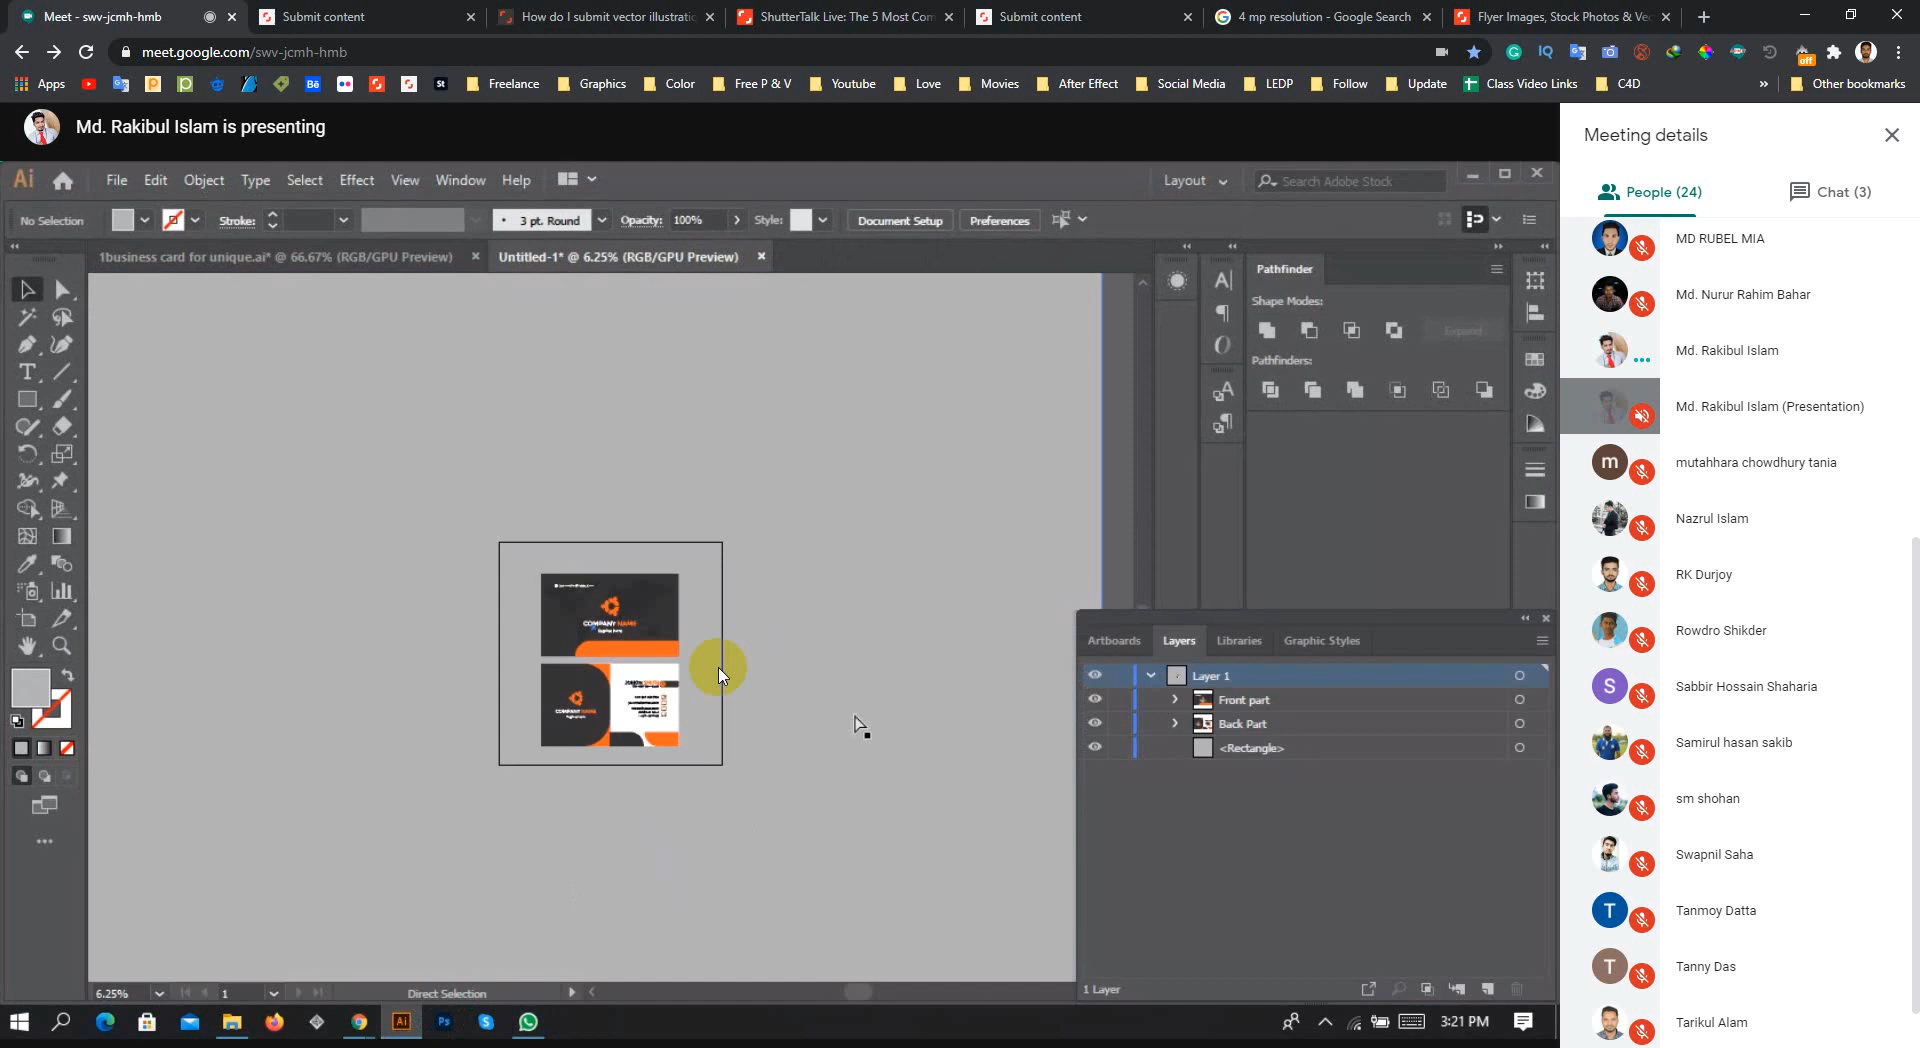 Meet - swv-jcmh-hmb
Submit content
How do I submit vector illustratic
ShutterTalk Live: The 5 Most Com
Submit content
4 mp resolution - Google Search
Flyer Images, Stock Photos & Vec
meet.google.com/swv-jcmh-hmb
off
Apps
Bē
St
Freelance
Graphics
Color
Free P & V
Youtube
Love
Movies
After Effect
Social Media
LEDP
Follow
Update
Class Video Links
C4D
»
Other bookmarks
Md. Rakibul Islam is presenting
Ai
File
Edit
Object
Type
Select
Effect
View
Window
Help
Layout
Search Adobe Stock
No Selection
Stroke:
3 pt. Round
Opacity:
100%
Style:
Document Setup
Preferences
1business card for unique.ai* @ 66.67% (RGB/GPU Preview)
Untitled-1* @ 6.25% (RGB/GPU Preview)
Pathfinder
Shape Modes:
Expand
Pathfinders:
COMPANY NAME
COMPANY NAME
Artboards
Layers
Libraries
Graphic Styles
Layer 1
Front part
Back Part
<Rectangle>
1 Layer
6.25%
1
Direct Selection
Ai
Ps
3:21 PM
Meeting details
People (24)
Chat (3)
MD RUBEL MIA
Md. Nurur Rahim Bahar
Md. Rakibul Islam
Md. Rakibul Islam (Presentation)
m
mutahhara chowdhury tania
Nazrul Islam
RK Durjoy
Rowdro Shikder
S
Sabbir Hossain Shaharia
Samirul hasan sakib
sm shohan
Swapnil Saha
T
Tanmoy Datta
T
Tanny Das
Tarikul Alam